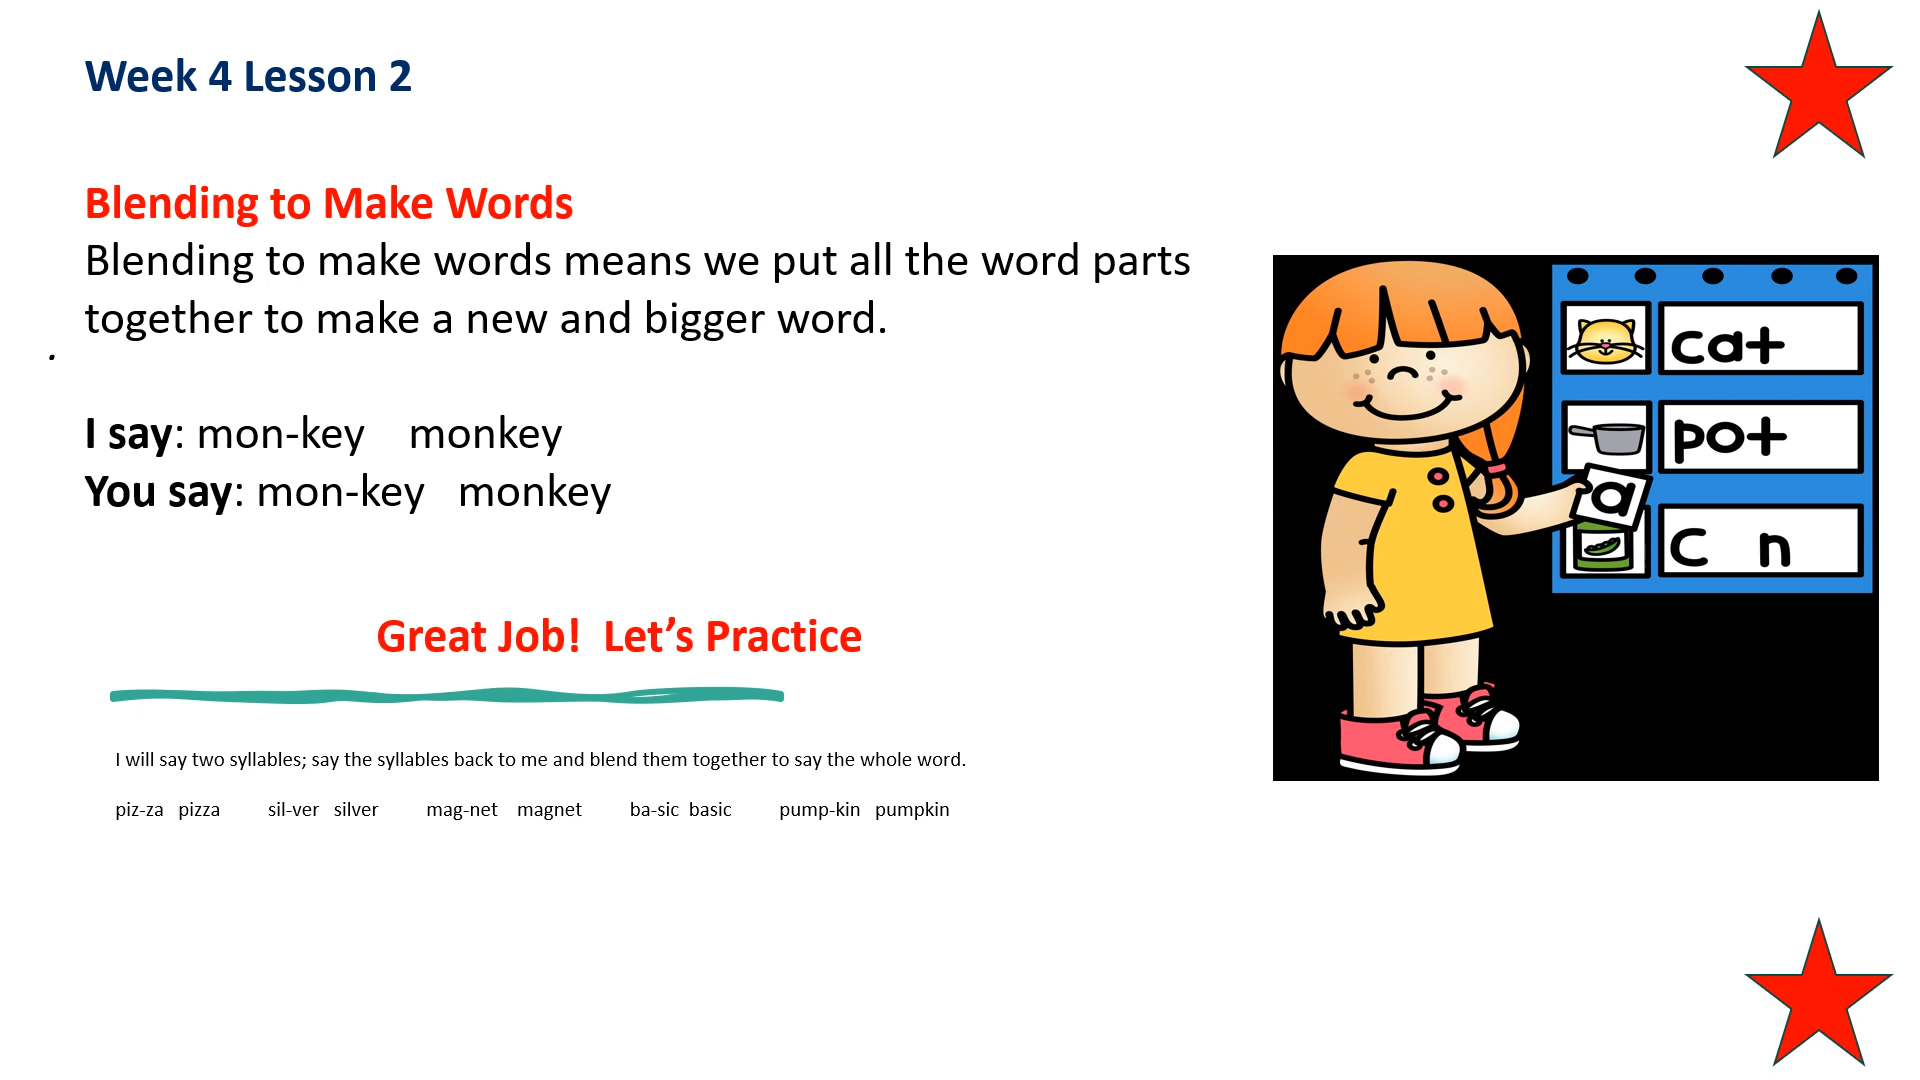 Week 4 Lesson 2
Blending to Make Words
Blending to make words means we put all the word parts
together to make a new and bigger word.
.
I say: mon-key monkey
You say: mon-key monkey
Great Job! Let’s Practice
I will say two syllables; say the syllables back to me and blend them together to say the whole word.
piz-za pizza sil-ver silver mag-net magnet ba-sic basic pump-kin pumpkin
cat
pot
a
c n